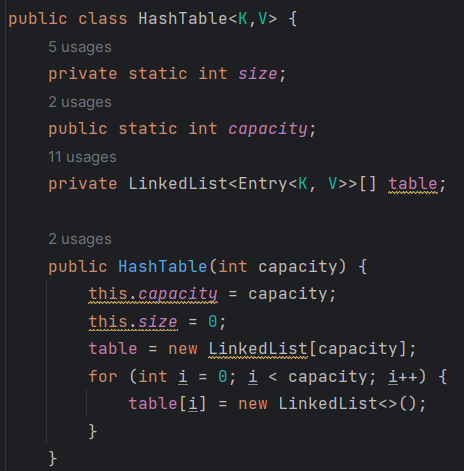 public class HashTable<K,V> {
5 usages
private static int size;
2 usages
public static int capacity;
11 usages
private LinkedList<Entry<K, V>>[] table;
2 usages
public HashTable(int capacity) {
this.capacity = capacity;
this.size = 0;
table = new LinkedList[capacity];
for (int i = 0; i < capacity; i++) {
table[i] = new LinkedList<>();
}
}